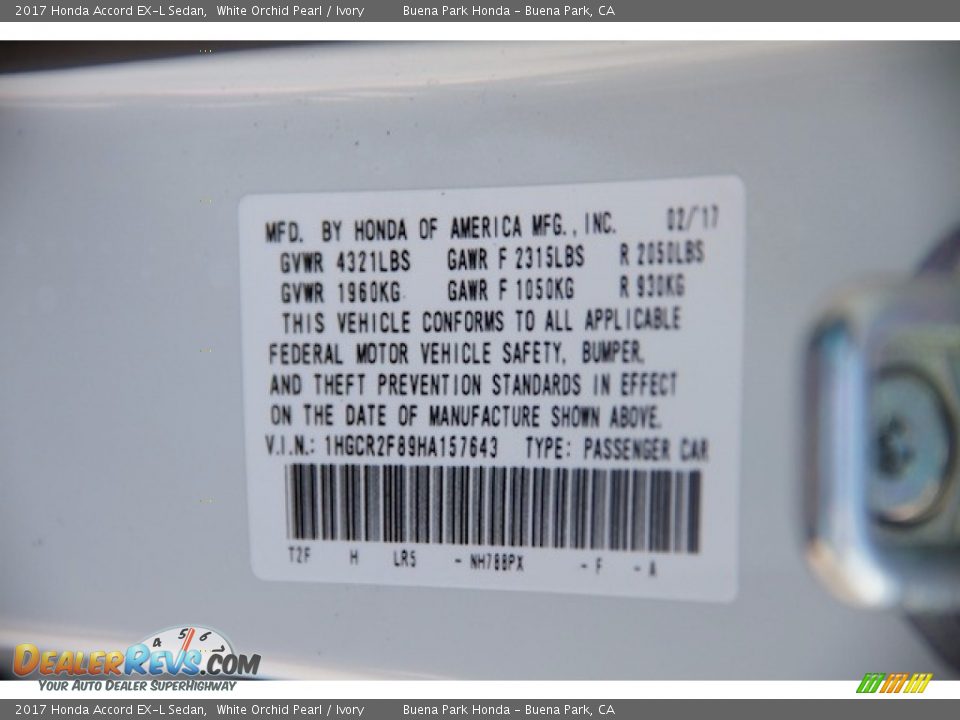 2017 Honda Accord EX-L Sedan, White Orchid Pearl / Ivory Buena Park Honda - Buena Park, CA
MFD. BY HONDA OF AMERICA MFG., INC. 02/17
GVWR 4321LBS GAWR F 2315LBS R 2050LBS
GVWR 1960KG GAWR F 1050KG R 930KG
THIS VEHICLE CONFORMS TO ALL APPLICABLE
FEDERAL MOTOR VEHICLE SAFETY, BUMPER,
AND THEFT PREVENTION STANDARDS IN EFFECT
ON THE DATE OF MANUFACTURE SHOWN ABOVE.
V.I.N.: 1HGCR2F89HA157643 TYPE: PASSENGER CAR
T2F H LR5 - NH788PX - F - A
4 5 6
DealerRevs.com
Your Auto Dealer SuperHighway
2017 Honda Accord EX-L Sedan, White Orchid Pearl / Ivory Buena Park Honda - Buena Park, CA